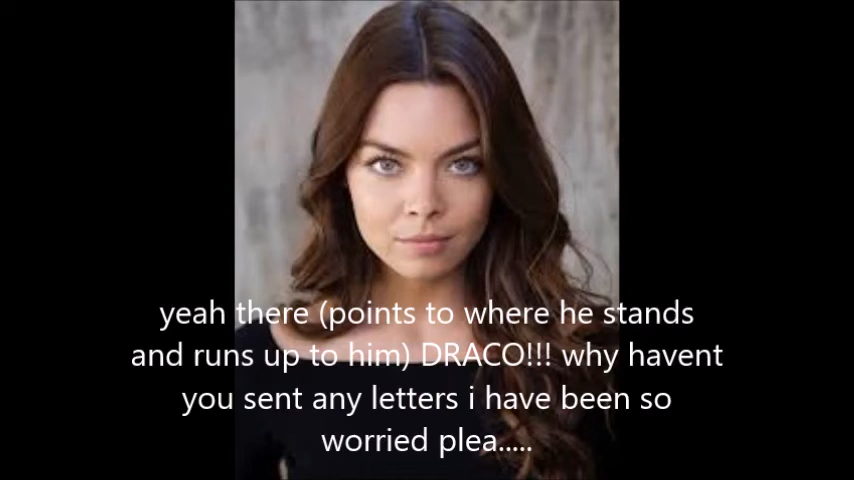 yeah there (points to where he stands
and runs up to him) DRACO!!! why havent
you sent any letters i have been so
worried plea.....